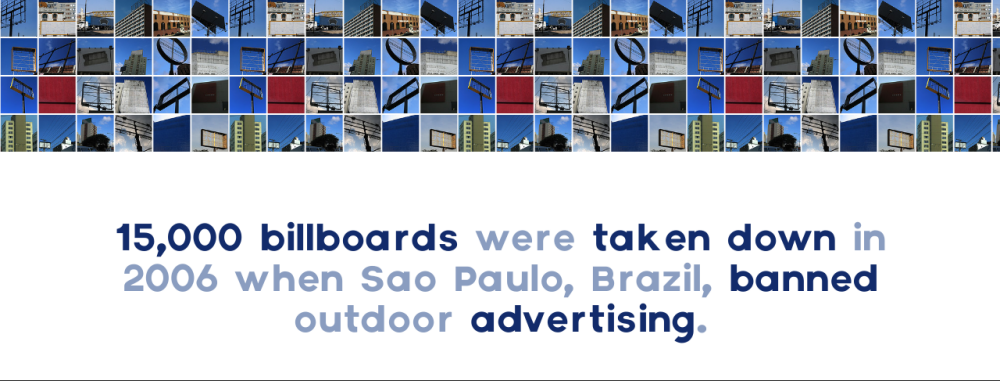 15,000 billboards were taken down in
2006 when Sao Paulo, Brazil, banned
outdoor advertising.